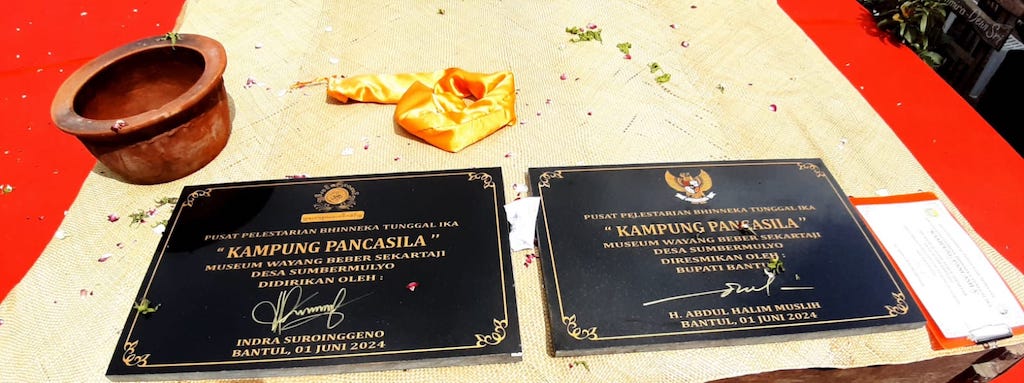 PUSAT PELESTARIAN BHINNEKA TUNGGAL IKA
“ KAMPUNG PANCASILA ”
MUSEUM WAYANG BEBER SEKARTAJI
DESA SUMBERMULYO
DIDIRIKAN OLEH :
INDRA SUROINGGENO
BANTUL, 01 JUNI 2024
PUSAT PELESTARIAN BHINNEKA TUNGGAL IKA
“ KAMPUNG PANCASILA ”
MUSEUM WAYANG BEBER SEKARTAJI
DESA SUMBERMULYO
DIRESMIKAN OLEH :
BUPATI BANTUL
H. ABDUL HALIM MUSLIH
BANTUL, 01 JUNI 2024